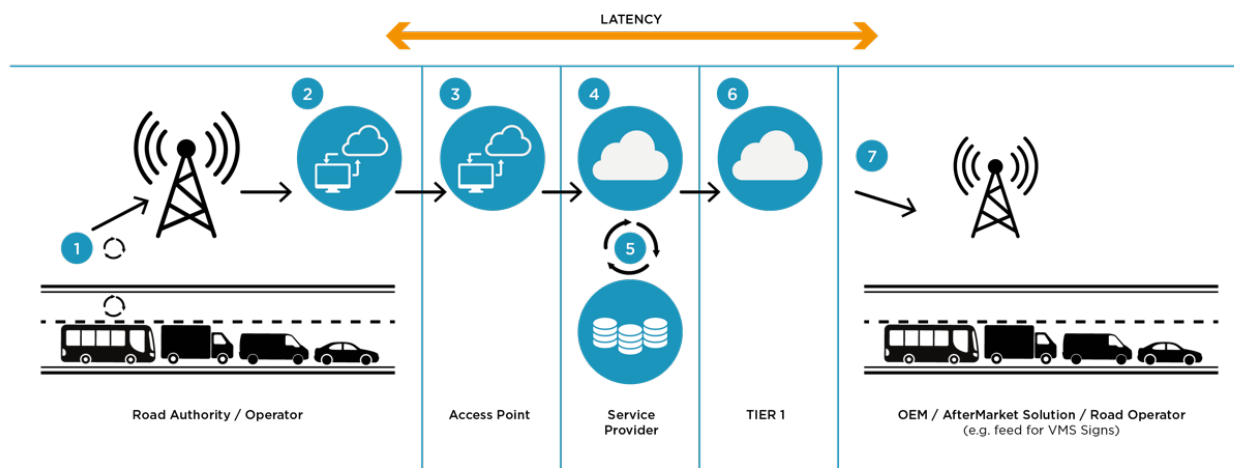 LATENCY
2
3
4
6
7
1
5
Road Authority / Operator
Access Point
Service
Provider
TIER 1
OEM / AfterMarket Solution / Road Operator
(e.g. feed for VMS Signs)